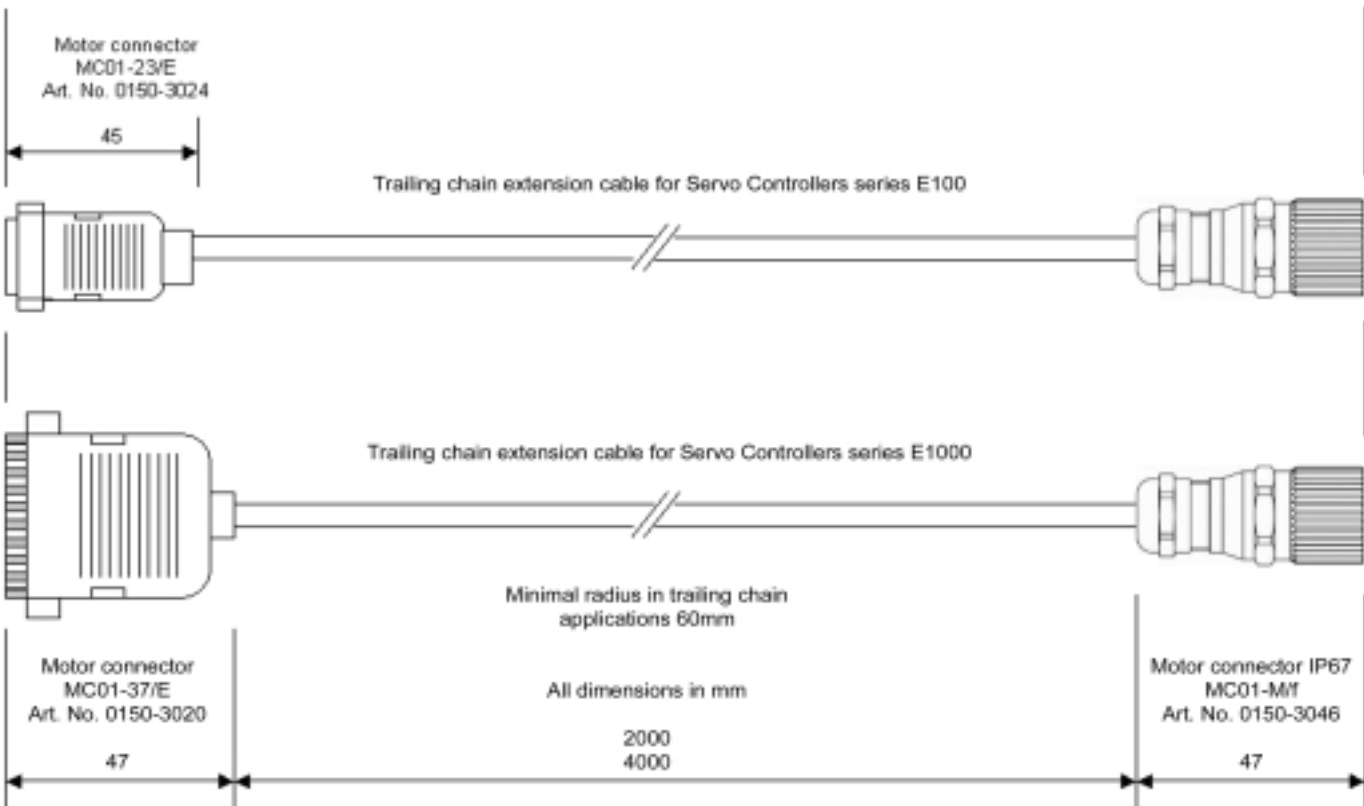 Motor connector
MC01-23/E
Art. No. 0150-3024
45
Trailing chain extension cable for Servo Controllers series E100
Trailing chain extension cable for Servo Controllers series E1000
Minimal radius in trailing chain
applications 60mm
Motor connector
MC01-37/E
Art. No. 0150-3020
47
All dimensions in mm
2000
4000
Motor connector IP67
MC01-M/f
Art. No. 0150-3046
47